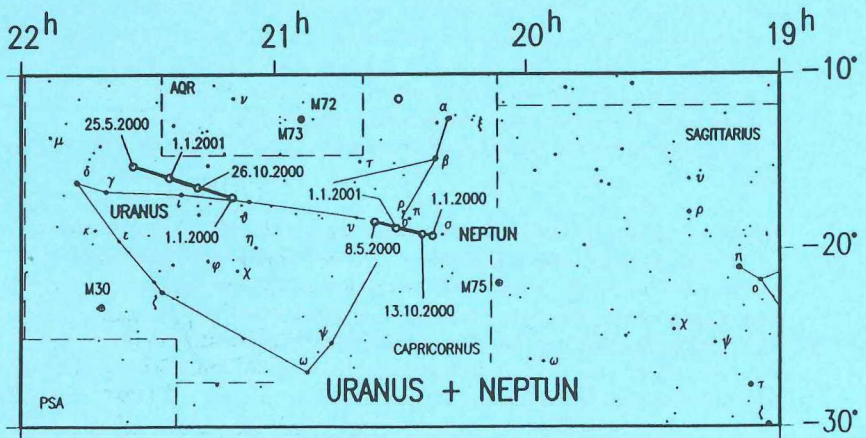 22h 21h 20h 19h
-10°
AQR
ν
M72
M73
α
ξ
SAGITTARIUS
μ
25.5.2000
1.1.2001
26.10.2000
τ
β
δ
γ
ι
URANUS
1.1.2000
ϑ
1.1.2001
ρ
π
ο
1.1.2000
υ
σ
NEPTUN
8.5.2000
υ
ρ
-20°
κ
ε
η
φ
χ
M30
ζ
M75
13.10.2000
π
ο
χ
ψ
ψ
ω
CAPRICORNUS
ω
τ
ζ
PSA
URANUS + NEPTUN
-30°